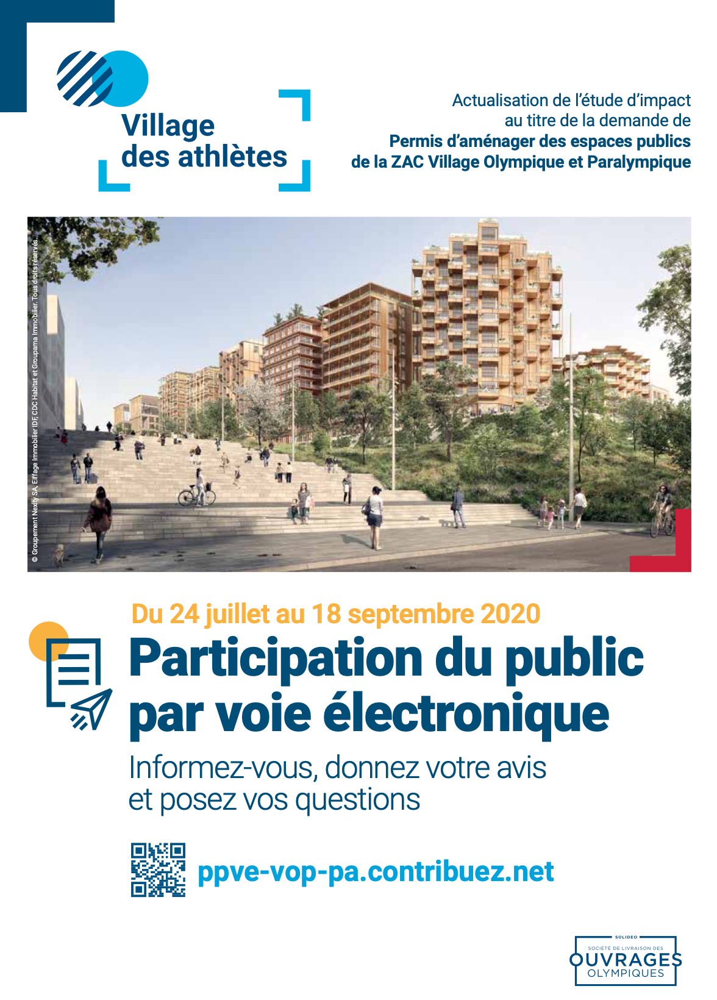 Village
des athlètes
Actualisation de l’étude d’impact
au titre de la demande de
Permis d’aménager des espaces publics
de la ZAC Village Olympique et Paralympique
© Groupement Nexity SA, Eiffage Immobilier IDF, CDC Habitat et Groupama Immobilier. Tous droits réservés.
Du 24 juillet au 18 septembre 2020
Participation du public
par voie électronique
Informez-vous, donnez votre avis
et posez vos questions
ppve-vop-pa.contribuez.net
SOLIDEO
SOCIÉTÉ DE LIVRAISON DES
OUVRAGES
OLYMPIQUES